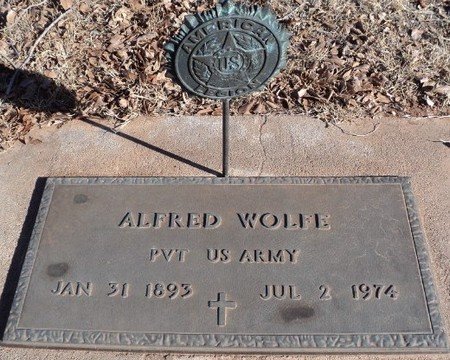 AMERICAN
US
LEGION
ALFRED WOLFE
PVT US ARMY
JAN 31 1893 JUL 2 1974